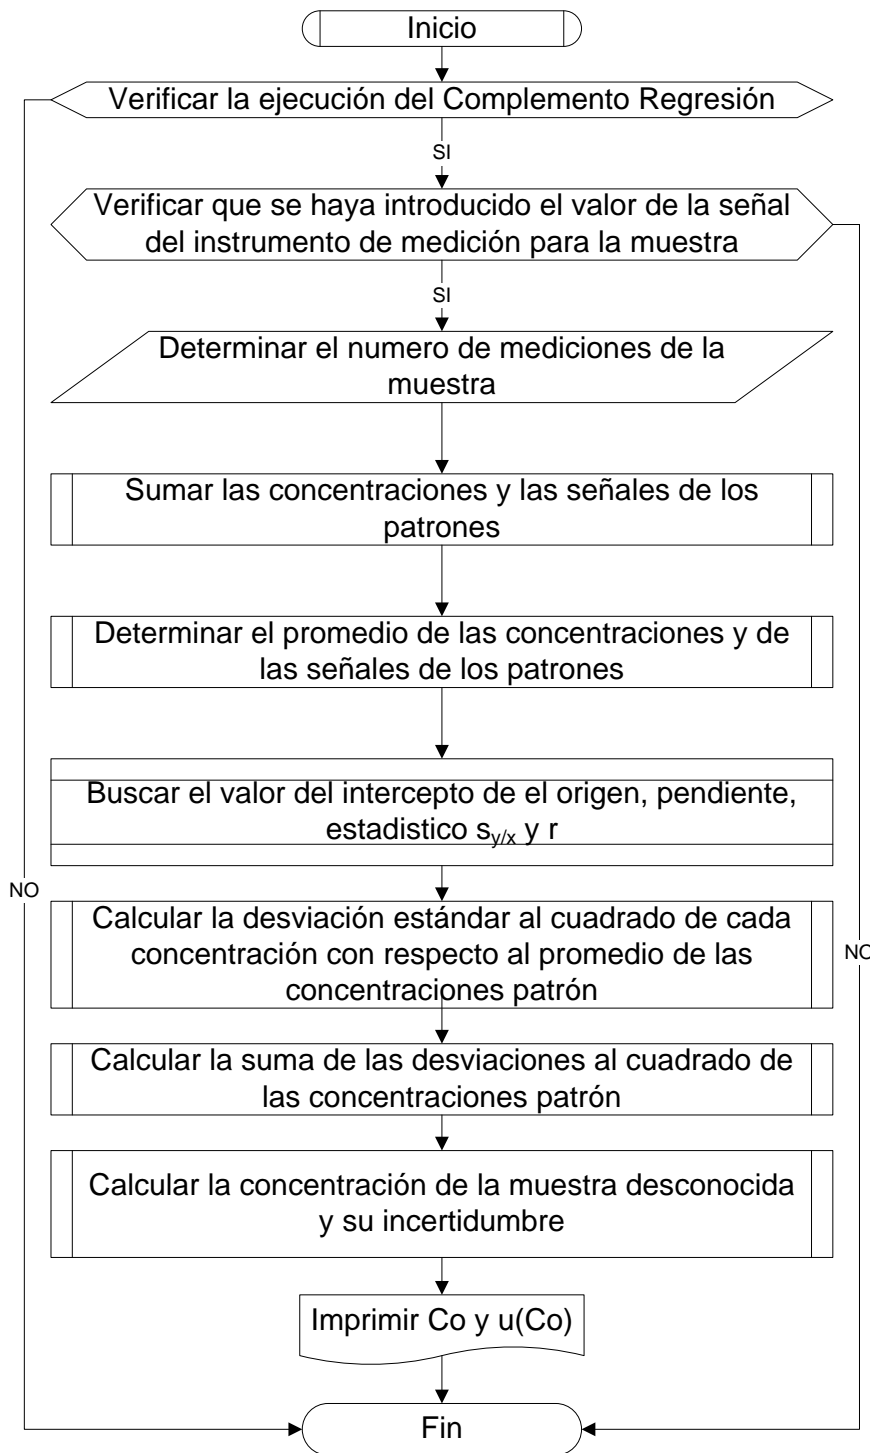 Inicio
Verificar la ejecución del Complemento Regresión
SI
Verificar que se haya introducido el valor de la señal
del instrumento de medición para la muestra
SI
Determinar el numero de mediciones de la
muestra
Sumar las concentraciones y las señales de los
patrones
Determinar el promedio de las concentraciones y de
las señales de los patrones
Buscar el valor del intercepto de el origen, pendiente,
estadistico sy/x y r
NO
Calcular la desviación estándar al cuadrado de cada
concentración con respecto al promedio de las
concentraciones patrón
NO
Calcular la suma de las desviaciones al cuadrado de
las concentraciones patrón
Calcular la concentración de la muestra desconocida
y su incertidumbre
Imprimir Co y u(Co)
Fin